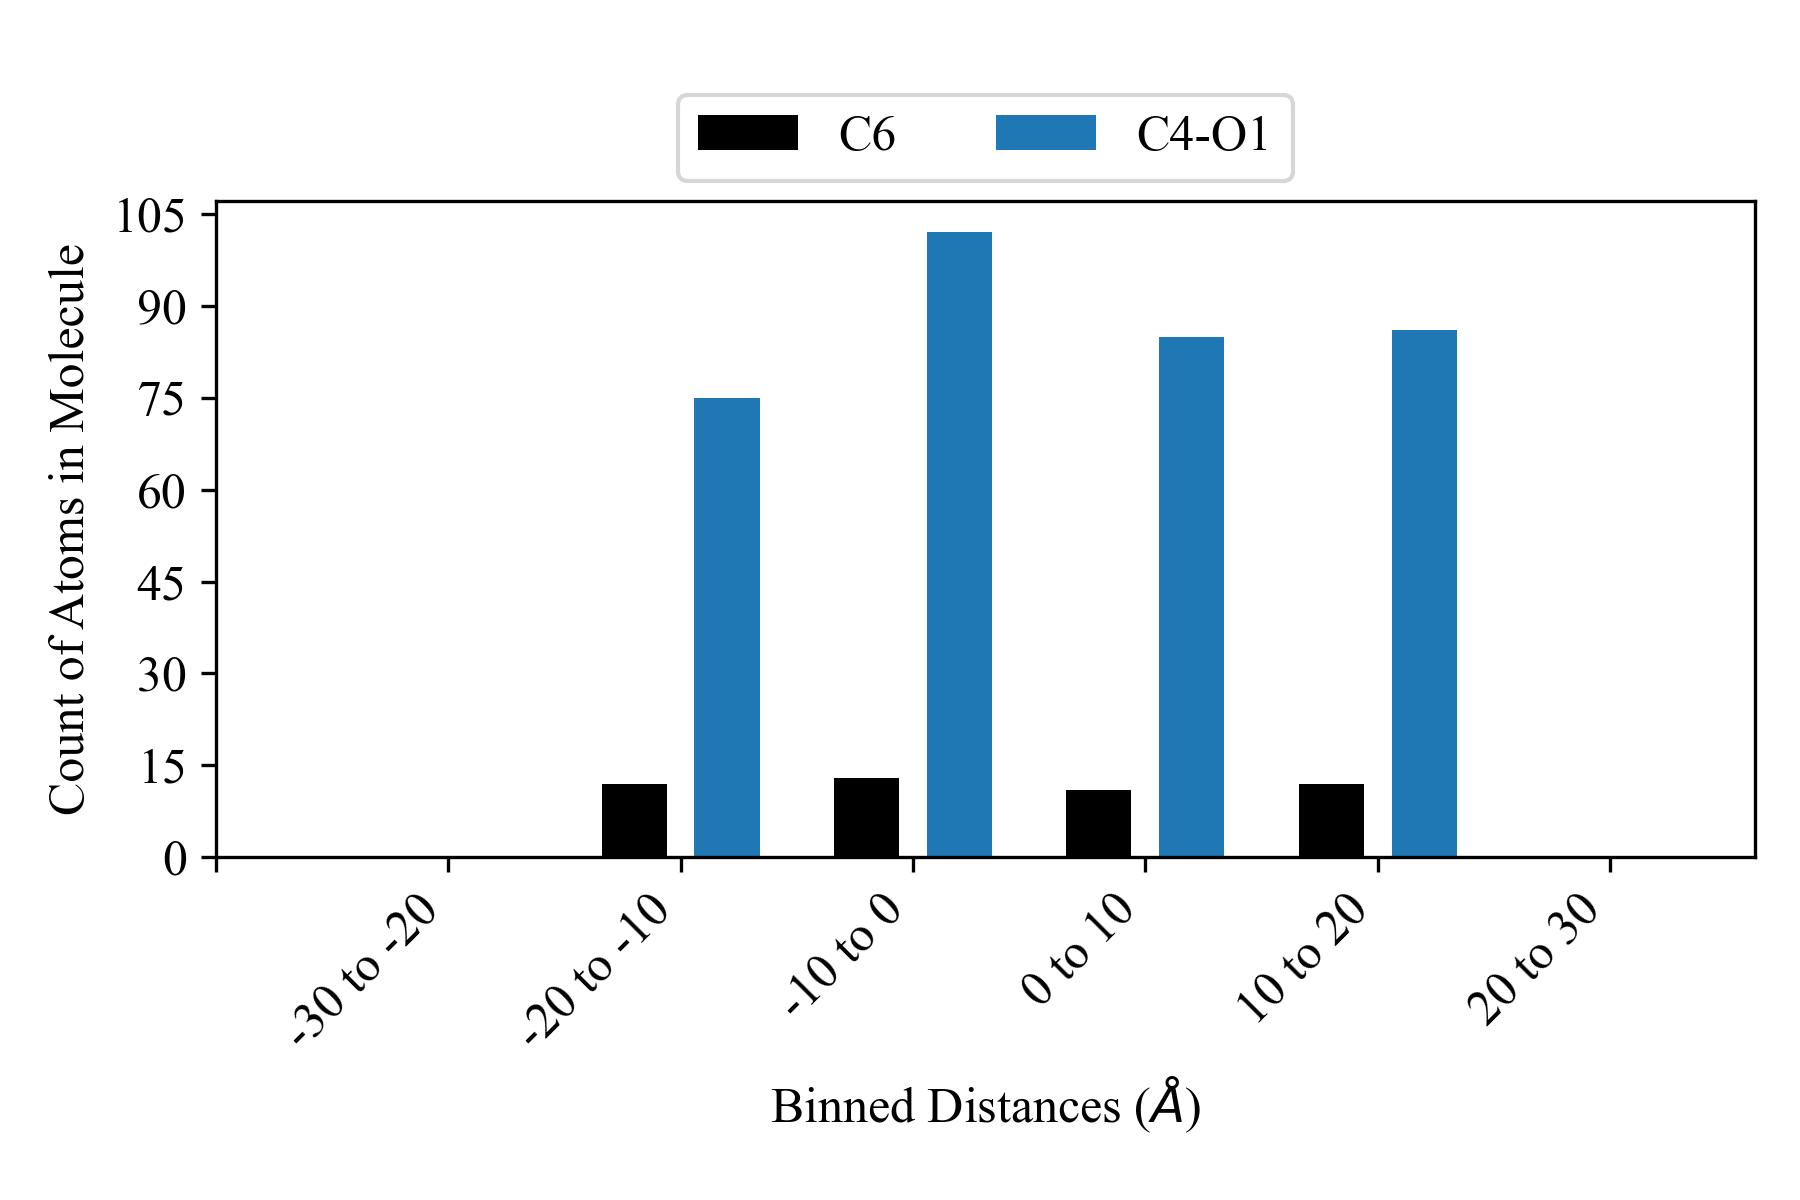 C6 C4-O1
Count of Atoms in Molecule
105
90
75
60
45
30
15
0
-30 to -20
-20 to -10
-10 to 0
0 to 10
10 to 20
20 to 30
Binned Distances (Å)